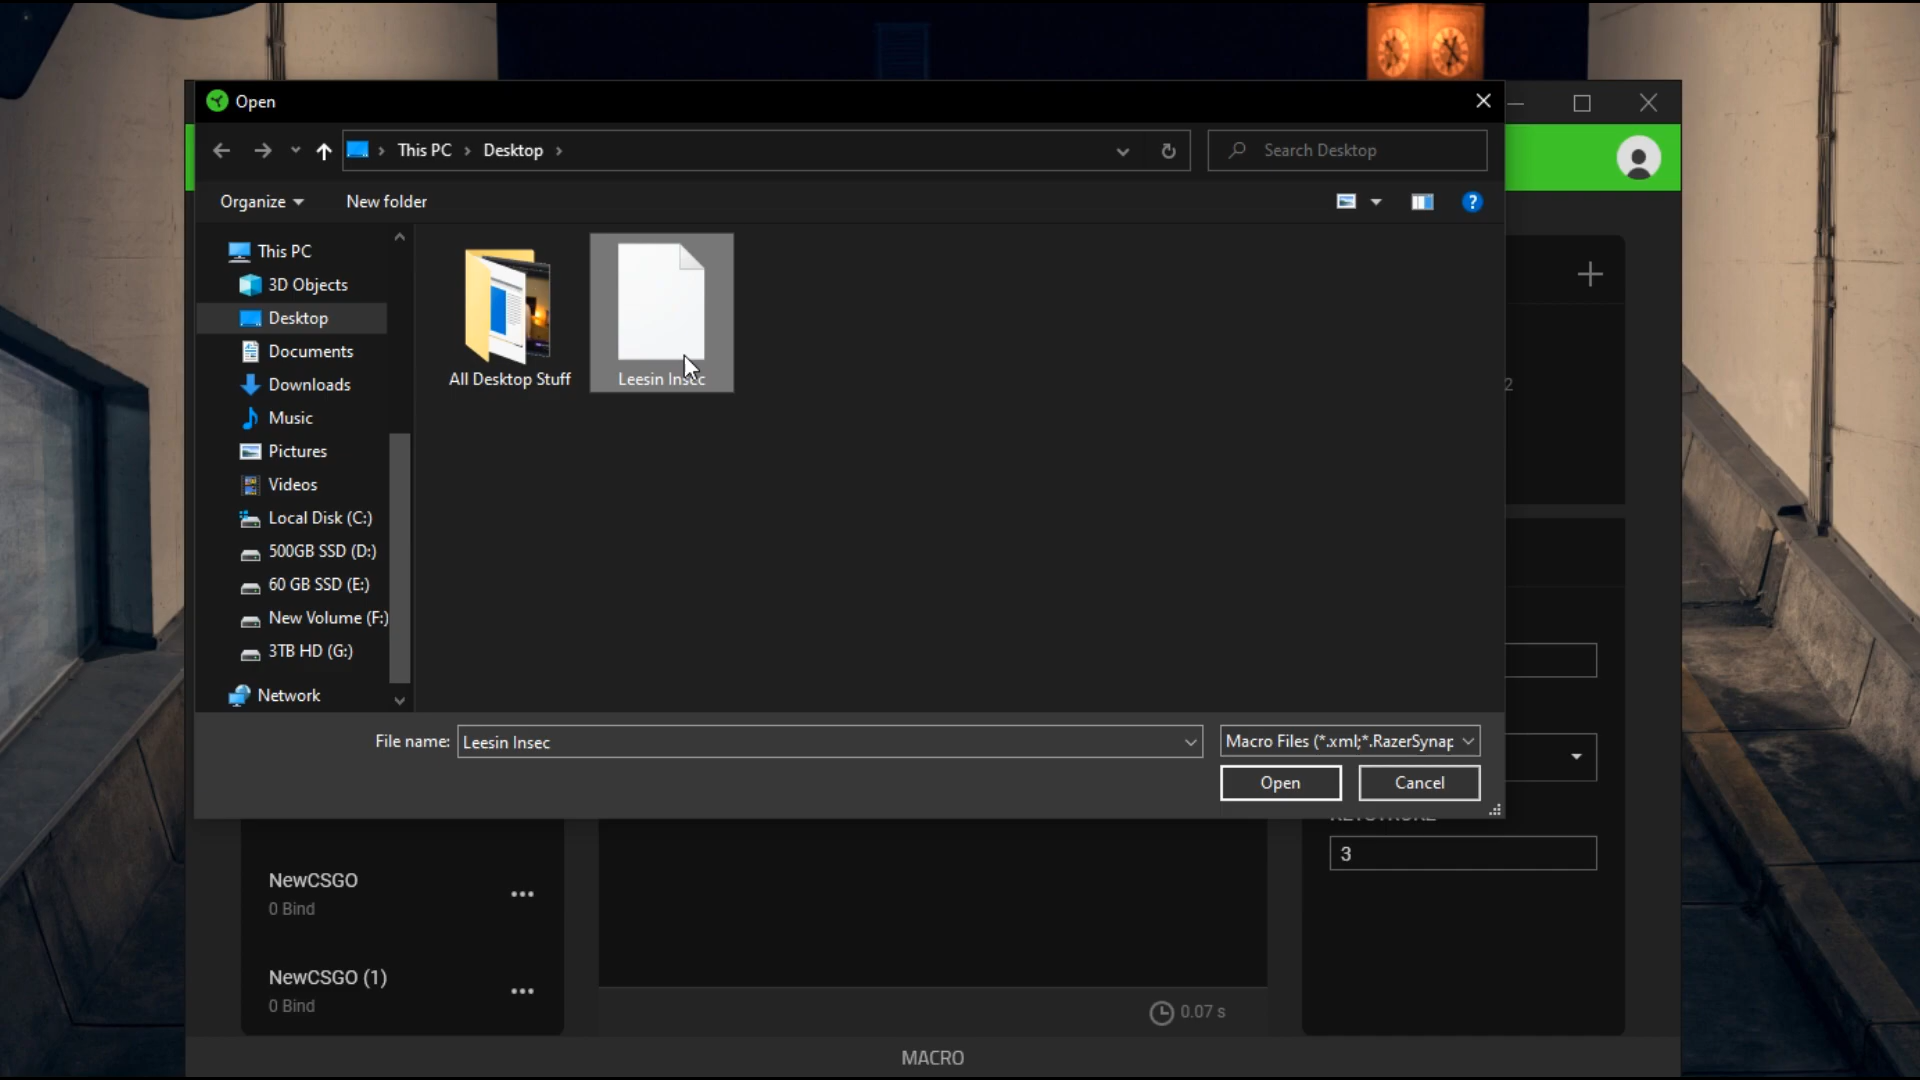 Open
This PC
Desktop
Search Desktop
Organize
New folder
?
This PC
3D Objects
Desktop
Documents
Downloads
Music
Pictures
Videos
Local Disk (C:)
500GB SSD (D:)
60 GB SSD (E:)
New Volume (F:)
3TB HD (G:)
Network
All Desktop Stuff
Leesin Insec
2
File name:
Leesin Insec
Macro Files (*.xml;*.RazerSynap
Open
Cancel
KEYSTROKE
3
NewCSGO
0 Bind
NewCSGO (1)
0 Bind
0.07 s
MACRO